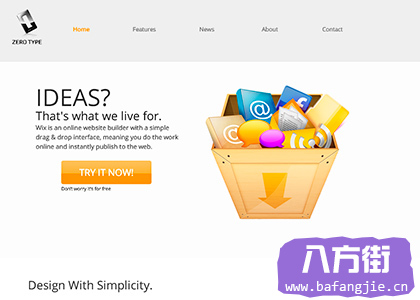 ZERO TYPE
Home
Features
News
About
Contact
IDEAS?
That's what we live for.
Wix is an online website builder with a simple
drag & drop interface, meaning you do the work
online and instantly publish to the web.
TRY IT NOW!
Don't worry it's for free
Design With Simplicity.
八方街
www.bafangjie.cn